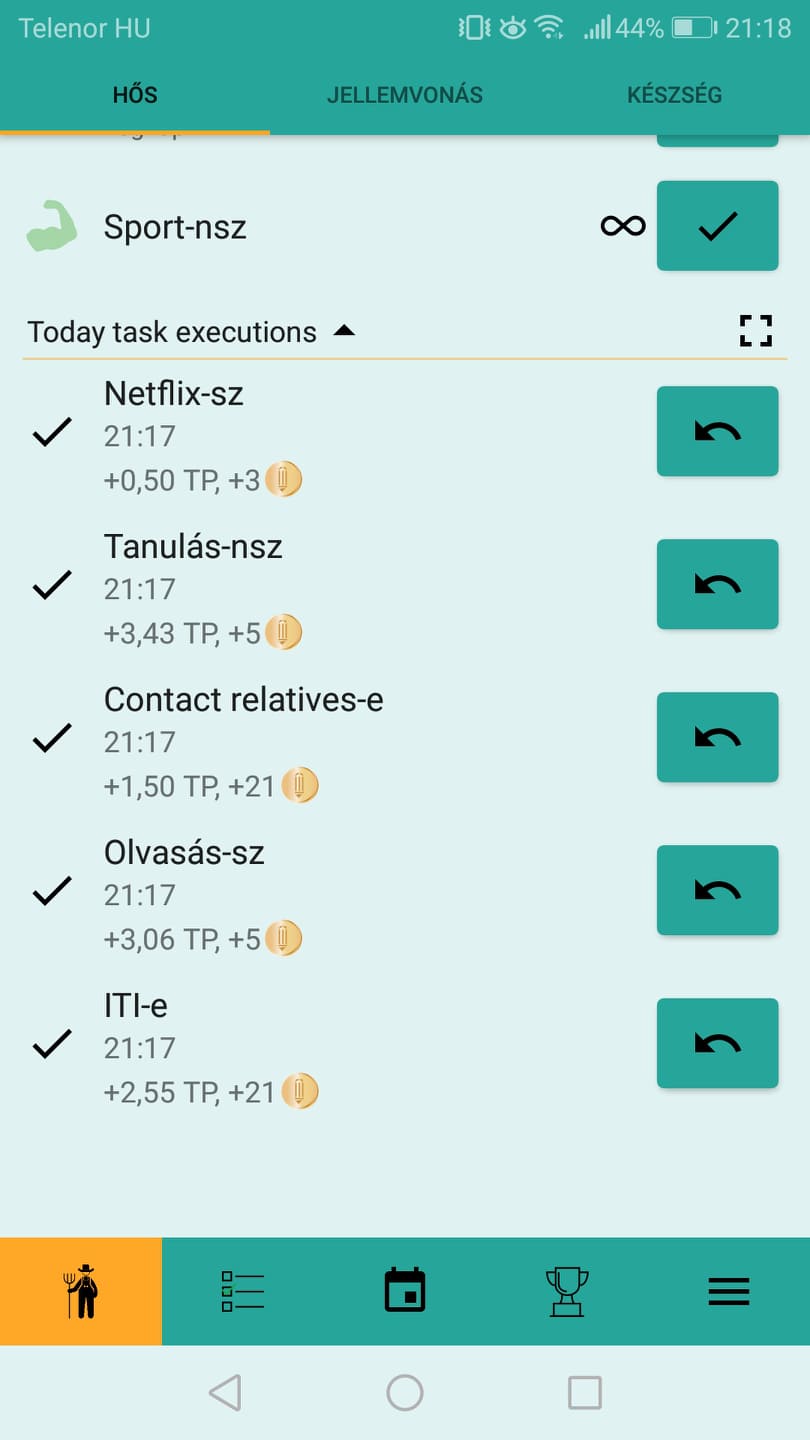 Telenor HU
44% 21:18
HŐS JELLEMVONÁS KÉSZSÉG
Sport-nsz
Today task executions
Netflix-sz
21:17
+0,50 TP, +3
Tanulás-nsz
21:17
+3,43 TP, +5
Contact relatives-e
21:17
+1,50 TP, +21
Olvasás-sz
21:17
+3,06 TP, +5
ITI-e
21:17
+2,55 TP, +21